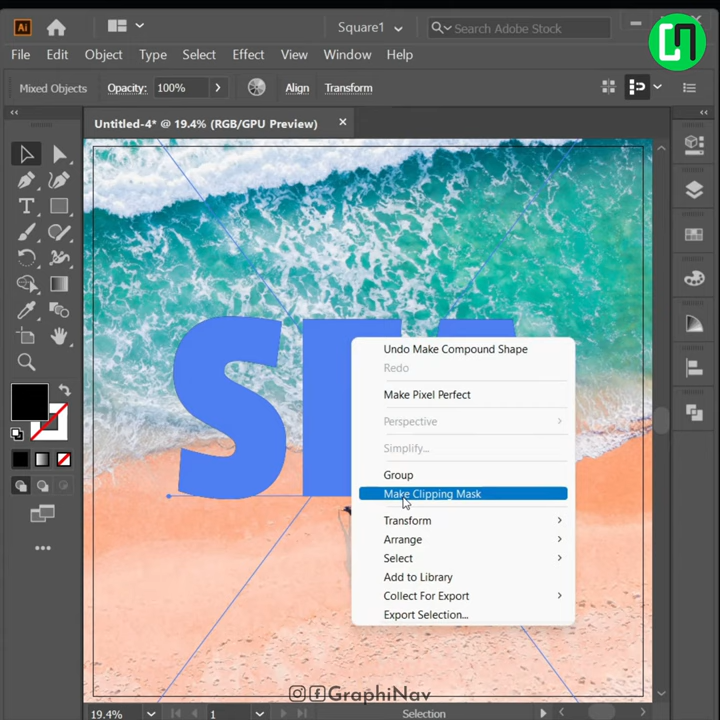 Ai
Square1
Search Adobe Stock
File Edit Object Type Select Effect View Window Help
Mixed Objects Opacity: 100% Align Transform
Untitled-4* @ 19.4% (RGB/GPU Preview)
Undo Make Compound Shape
Redo
Make Pixel Perfect
Perspective
Simplify...
Group
Make Clipping Mask
Transform
Arrange
Select
Add to Library
Collect For Export
Export Selection...
GraphiNav
19.4% 1 Selection